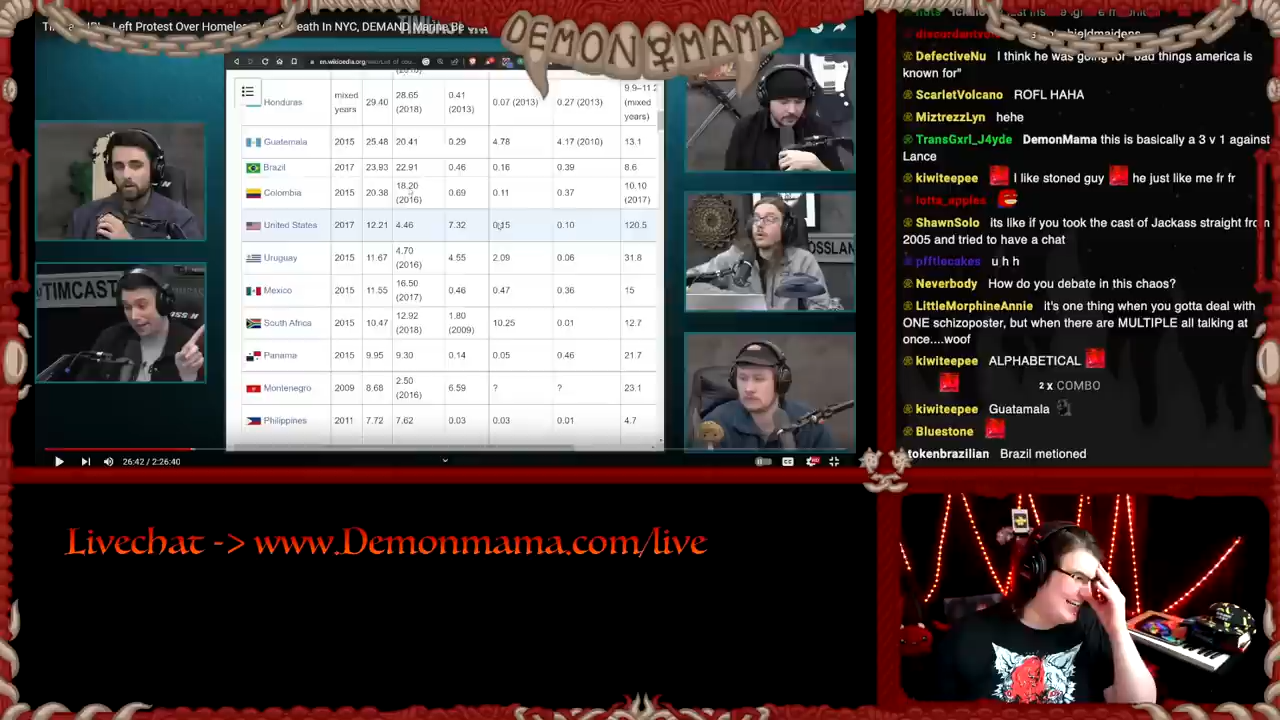 Left Protest Over Homeless
Death In NYC, DEMAND Marine Be
DEMON MAMA
en.wikipedia.org
Honduras mixed years 29.40 28.65 (2018) 0.41 (2013) 0.07 (2013) 0.27 (2013) (mixed years)
Guatemala 2015 25.48 20.41 0.29 4.78 4.17 (2010) 13.1
Brazil 2017 23.93 22.91 0.46 0.16 0.39 8.6
Colombia 2015 20.38 18.20 (2016) 0.69 0.11 0.37 10.10 (2017)
United States 2017 12.21 4.46 7.32 0.15 0.10 120.5
Uruguay 2015 11.67 4.70 (2016) 4.55 2.09 0.06 31.8
Mexico 2015 11.55 16.50 (2017) 0.46 0.47 0.36 15
South Africa 2015 10.47 12.92 (2018) 1.80 (2009) 10.25 0.01 12.7
Panama 2015 9.95 9.30 0.14 0.05 0.46 21.7
Montenegro 2009 8.68 2.50 (2016) 6.59 ? ? 23.1
Philippines 2011 7.72 7.62 0.03 0.03 0.01 4.7
TIMCAST
26:42 / 2:26:40
DefectiveNu I think he was going for "bad things america is
known for"
ScarletVolcano ROFL HAHA
MiztrezzLyn hehe
TransGxrl_J4yde DemonMama this is basically a 3 v 1 against
Lance
kiwiteepee I like stoned guy he just like me fr fr
lotta_apples
ShawnSolo its like if you took the cast of Jackass straight from
2005 and tried to have a chat
pfftlecakes u h h
Neverbody How do you debate in this chaos?
LittleMorphineAnnie it's one thing when you gotta deal with
ONE schizoposter, but when there are MULTIPLE all talking at
once....woof
kiwiteepee ALPHABETICAL
2 x COMBO
kiwiteepee Guatamala
Bluestone
tokenbrazilian Brazil metioned
Livechat -> www.Demonmama.com/live